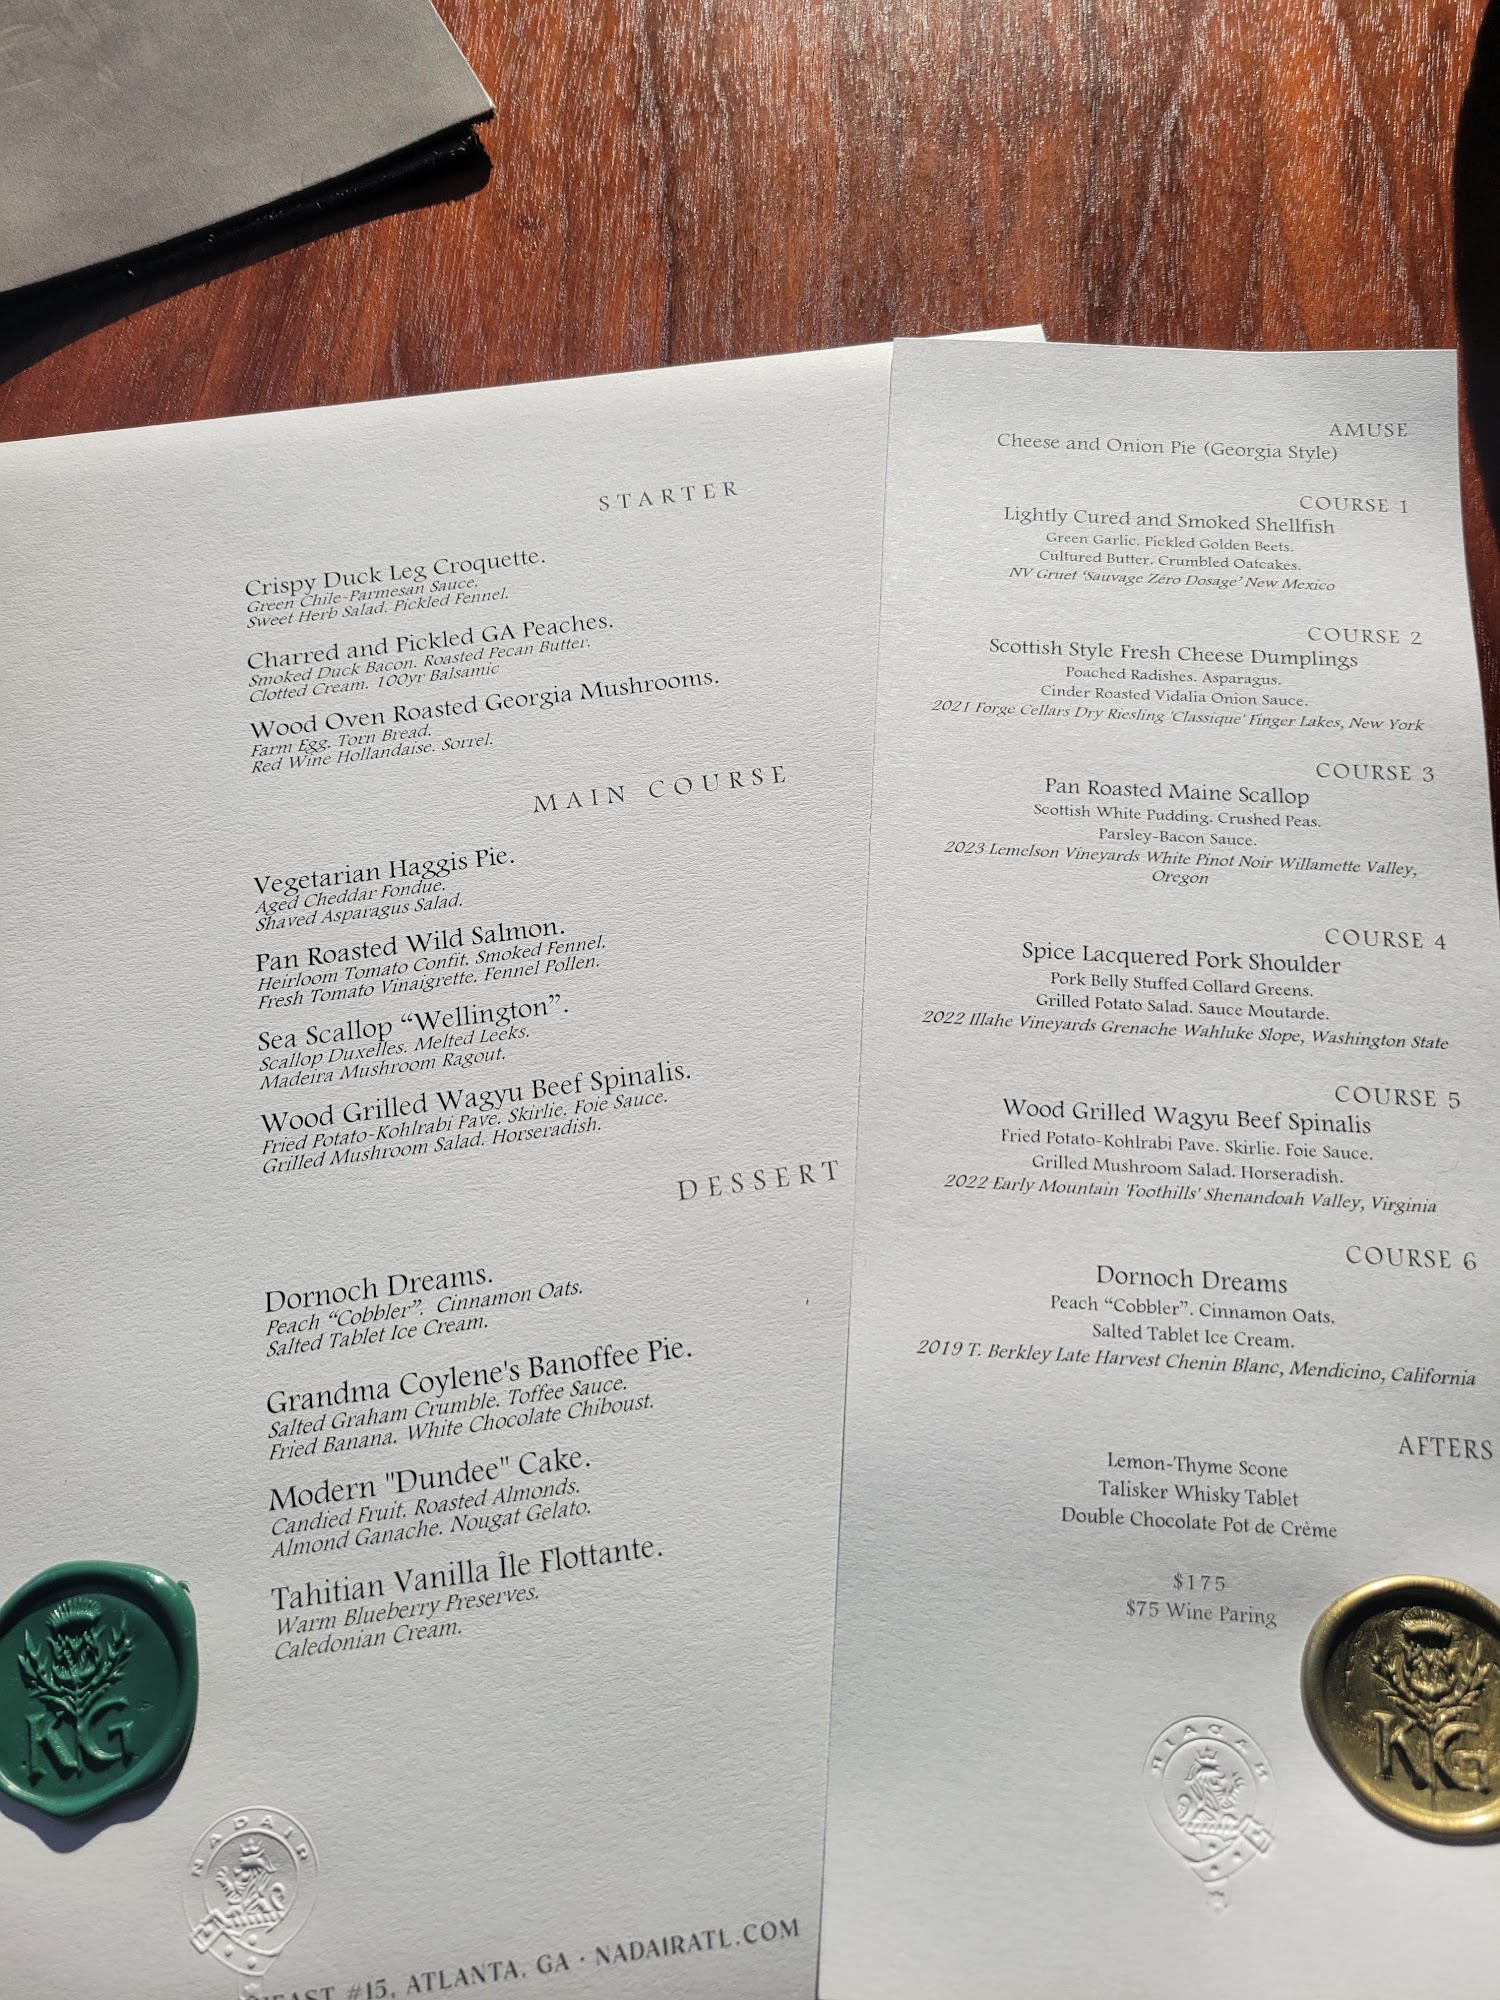 STARTER
Crispy Duck Leg Croquette.
Green Chile-Parmesan Sauce.
Sweet Herb Salad. Pickled Fennel.
Charred and Pickled GA Peaches.
Smoked Duck Bacon. Roasted Pecan Butter.
Clotted Cream. 100yr Balsamic
Wood Oven Roasted Georgia Mushrooms.
Farm Egg. Torn Bread.
Red Wine Hollandaise. Sorrel.
MAIN COURSE
Vegetarian Haggis Pie.
Aged Cheddar Fondue.
Shaved Asparagus Salad.
Pan Roasted Wild Salmon.
Heirloom Tomato Confit. Smoked Fennel.
Fresh Tomato Vinaigrette. Fennel Pollen.
Sea Scallop “Wellington”.
Scallop Duxelles. Melted Leeks.
Madeira Mushroom Ragout.
Wood Grilled Wagyu Beef Spinalis.
Fried Potato-Kohlrabi Pave. Skirlie. Foie Sauce.
Grilled Mushroom Salad. Horseradish.
DESSERT
Dornoch Dreams.
Peach “Cobbler”. Cinnamon Oats.
Salted Tablet Ice Cream.
Grandma Coylene's Banoffee Pie.
Salted Graham Crumble. Toffee Sauce.
Fried Banana. White Chocolate Chiboust.
Modern "Dundee" Cake.
Candied Fruit. Roasted Almonds.
Almond Ganache. Nougat Gelato.
Tahitian Vanilla Île Flottante.
Warm Blueberry Preserves.
Caledonian Cream.
KG
NADAIR
#15, ATLANTA, GA · NADAIRATL.COM
AMUSE
Cheese and Onion Pie (Georgia Style)
COURSE 1
Lightly Cured and Smoked Shellfish
Green Garlic. Pickled Golden Beets.
Cultured Butter. Crumbled Oatcakes.
NV Gruet ‘Sauvage Zéro Dosage’ New Mexico
COURSE 2
Scottish Style Fresh Cheese Dumplings
Poached Radishes. Asparagus.
Cinder Roasted Vidalia Onion Sauce.
2021 Forge Cellars Dry Riesling 'Classique' Finger Lakes, New York
COURSE 3
Pan Roasted Maine Scallop
Scottish White Pudding. Crushed Peas.
Parsley-Bacon Sauce.
2023 Lemelson Vineyards White Pinot Noir Willamette Valley,
Oregon
COURSE 4
Spice Lacquered Pork Shoulder
Pork Belly Stuffed Collard Greens.
Grilled Potato Salad. Sauce Moutarde.
2022 Illahe Vineyards Grenache Wahluke Slope, Washington State
COURSE 5
Wood Grilled Wagyu Beef Spinalis
Fried Potato-Kohlrabi Pave. Skirlie. Foie Sauce.
Grilled Mushroom Salad. Horseradish.
2022 Early Mountain 'Foothills' Shenandoah Valley, Virginia
COURSE 6
Dornoch Dreams
Peach “Cobbler”. Cinnamon Oats.
Salted Tablet Ice Cream.
2019 T. Berkley Late Harvest Chenin Blanc, Mendicino, California
AFTERS
Lemon-Thyme Scone
Talisker Whisky Tablet
Double Chocolate Pot de Crème
$175
$75 Wine Paring
KG
NADAIR